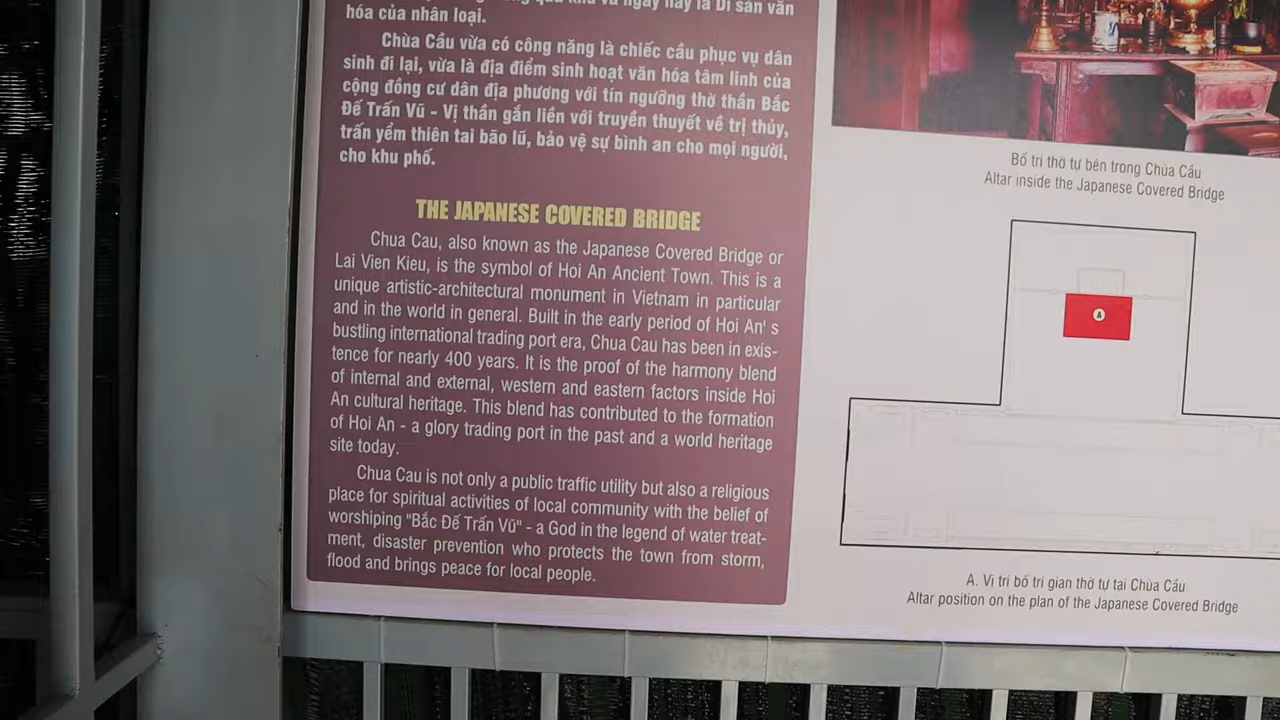 quá khứ và ngày nay là Di sản văn
hóa của nhân loại.
Chùa Cầu vừa có công năng là chiếc cầu phục vụ dân
sinh đi lại, vừa là địa điểm sinh hoạt văn hóa tâm linh của
cộng đồng cư dân địa phương với tín ngưỡng thờ thần Bắc
Đế Trấn Vũ - Vị thần gắn liền với truyền thuyết về trị thủy,
trấn yểm thiên tai bão lũ, bảo vệ sự bình an cho mọi người,
cho khu phố.
THE JAPANESE COVERED BRIDGE
Chua Cau, also known as the Japanese Covered Bridge or
Lai Vien Kieu, is the symbol of Hoi An Ancient Town. This is a
unique artistic-architectural monument in Vietnam in particular
and in the world in general. Built in the early period of Hoi An' s
bustling international trading port era, Chua Cau has been in exis-
tence for nearly 400 years. It is the proof of the harmony blend
of internal and external, western and eastern factors inside Hoi
An cultural heritage. This blend has contributed to the formation
of Hoi An - a glory trading port in the past and a world heritage
site today.
Chua Cau is not only a public traffic utility but also a religious
place for spiritual activities of local community with the belief of
worshiping "Bắc Đế Trấn Vũ" - a God in the legend of water treat-
ment, disaster prevention who protects the town from storm,
flood and brings peace for local people.
Bố trí thờ tự bên trong Chùa Cầu
Altar inside the Japanese Covered Bridge
A
A. Vị trí bố trí gian thờ tự tại Chùa Cầu
Altar position on the plan of the Japanese Covered Bridge